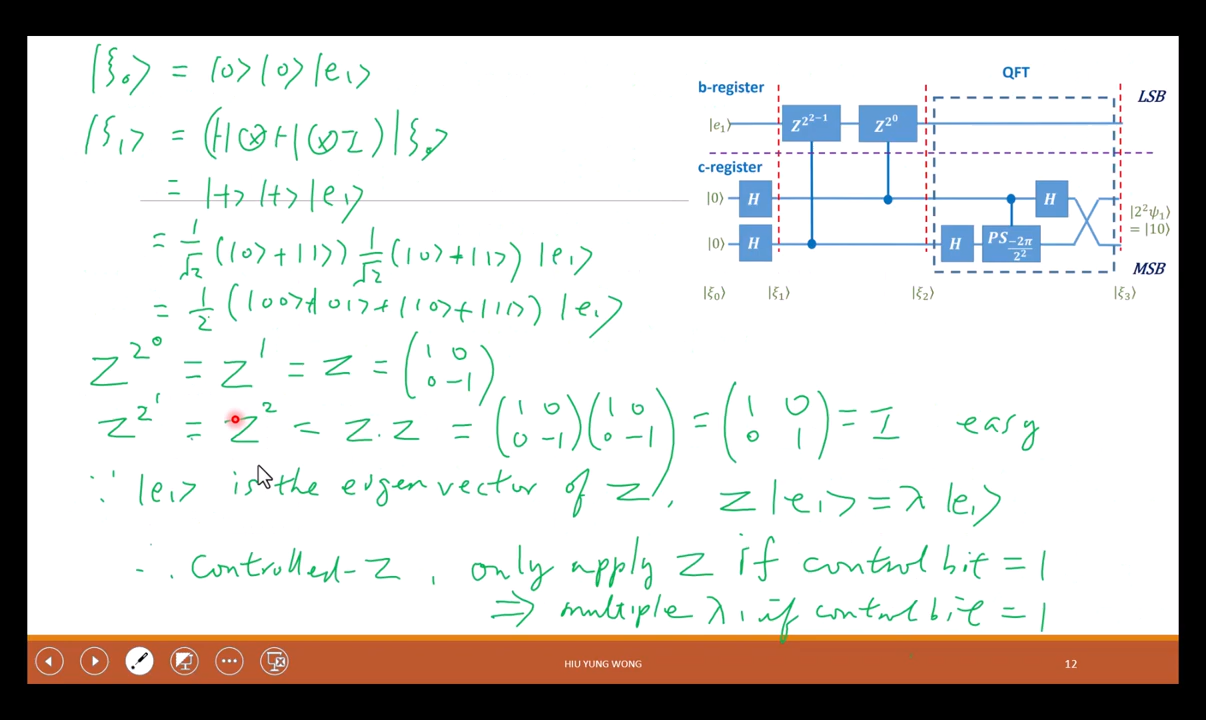 |ξ₀⟩ = |0⟩|0⟩|e₁⟩
|ξ₁⟩ = (H⊗H⊗I)|ξ₀⟩
= |+⟩|+⟩|e₁⟩
= 1/√2 (|0⟩+|1⟩) 1/√2 (|0⟩+|1⟩) |e₁⟩
= 1/2 (|00⟩+|01⟩+|10⟩+|11⟩) |e₁⟩
Z^{2^0} = Z^1 = Z = (1 0; 0 -1)
Z^{2^1} = Z^2 = Z.Z = (1 0; 0 -1)(1 0; 0 -1) = (1 0; 0 1) = I easy
∵ |e₁⟩ is the eigen vector of Z, Z|e₁⟩ = λ|e₁⟩
∴ controlled-Z, only apply Z if control bit = 1
⇒ multiple λ, if control bit = 1
QFT
b-register
LSB
|e₁⟩ Z^{2^{2-1}} Z^{2^0}
c-register
|0⟩ H H
|0⟩ H H PS_{-2π/2^2}
|2²ψ₁⟩
= |10⟩
MSB
|ξ₀⟩ |ξ₁⟩ |ξ₂⟩ |ξ₃⟩
HIU YUNG WONG
12